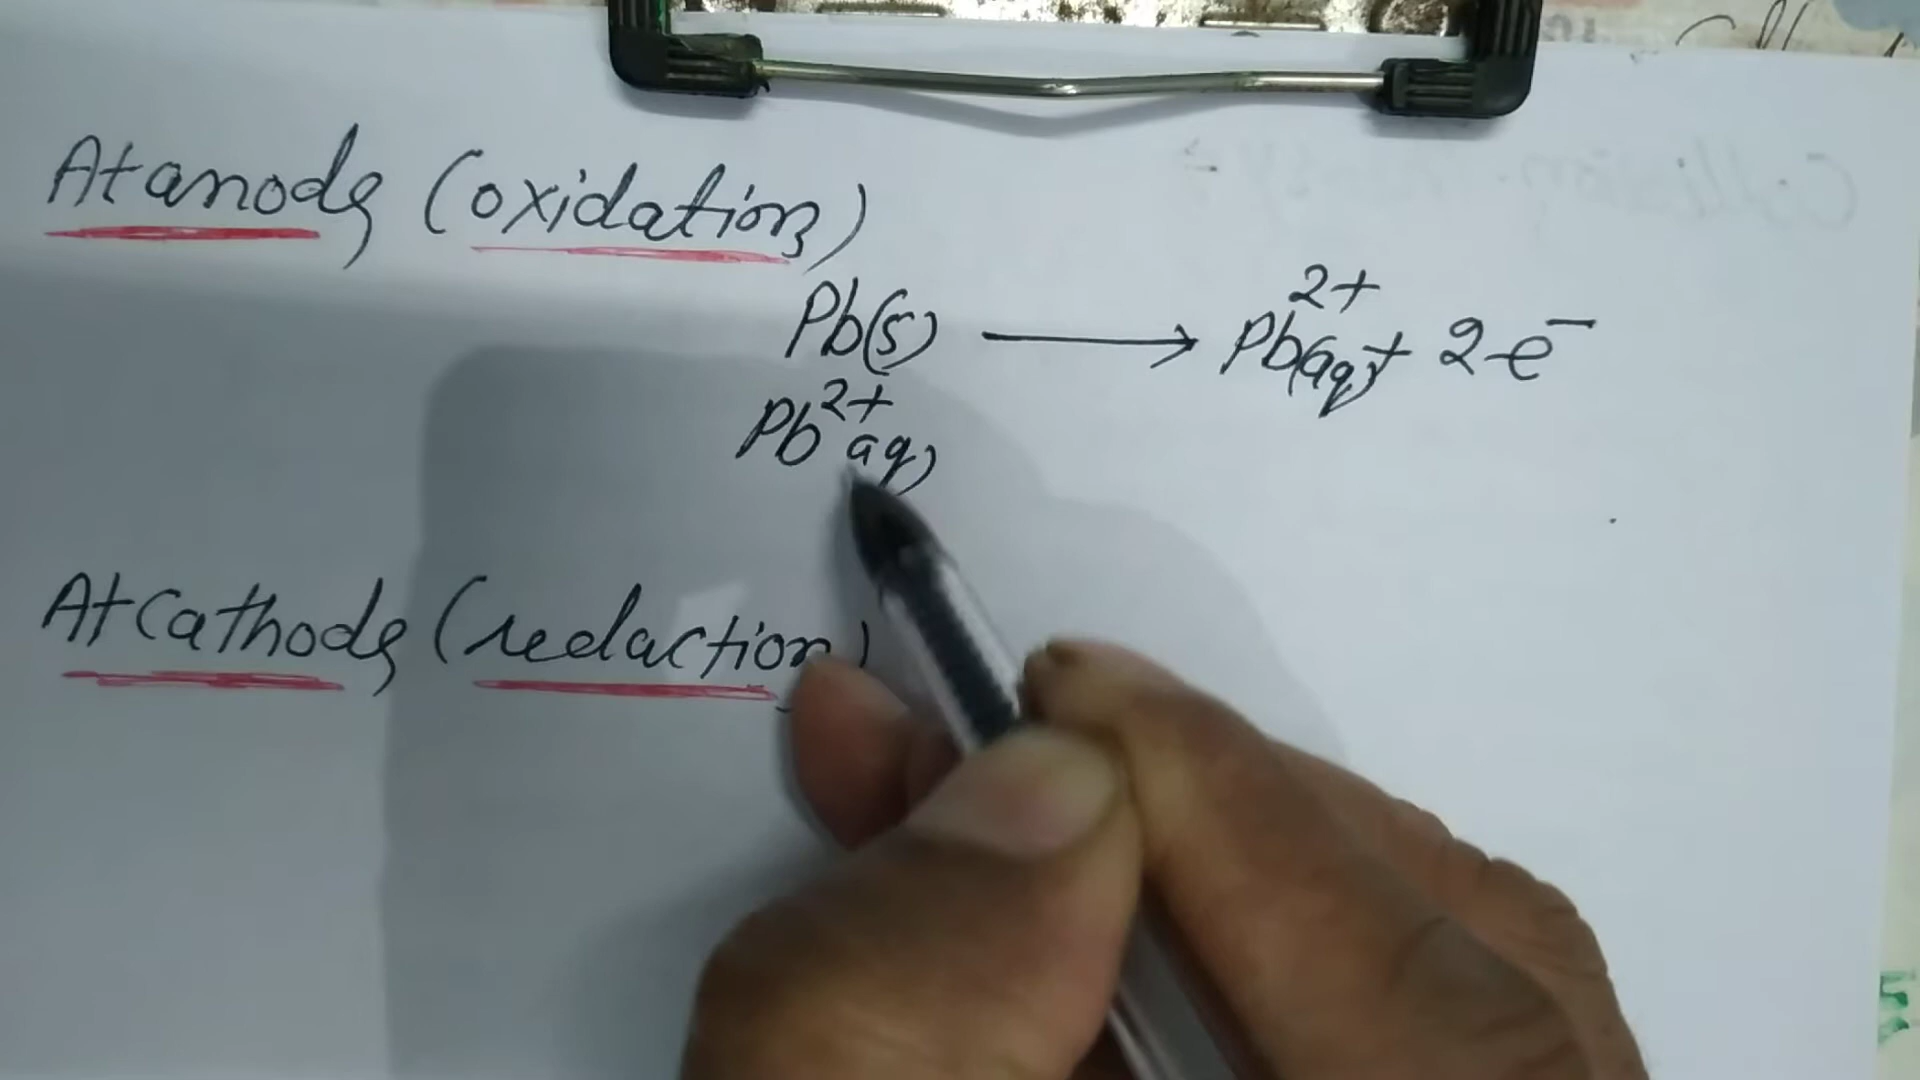 At anode (oxidation)
Pb(s) ⟶ Pb²⁺(aq) + 2e⁻
Pb²⁺aq)
At Cathode (reduction)